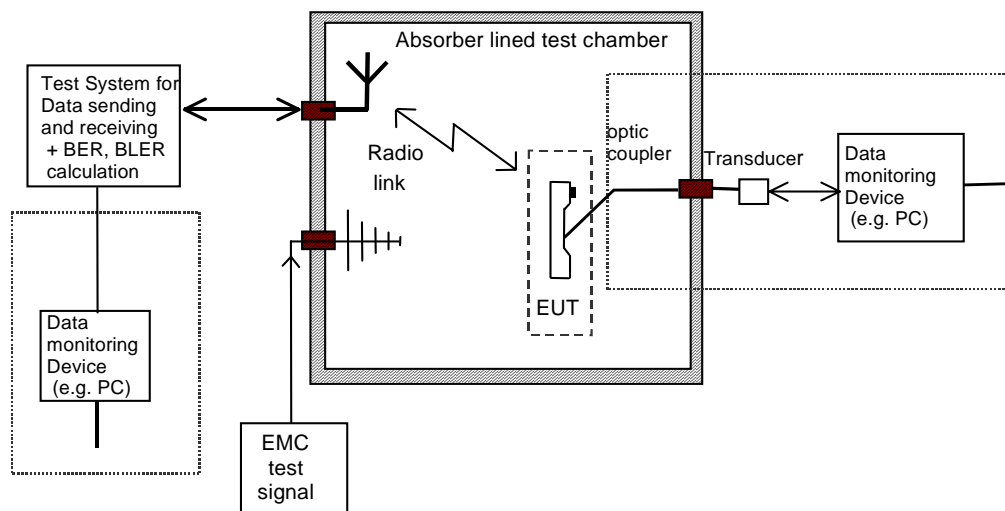 Absorber lined test chamber
Test System for
Data sending
and receiving
+ BER, BLER
calculation
Radio
link
optic
coupler
Transducer
Data
monitoring
Device
(e.g. PC)
EUT
Data
monitoring
Device
(e.g. PC)
EMC
test
signal